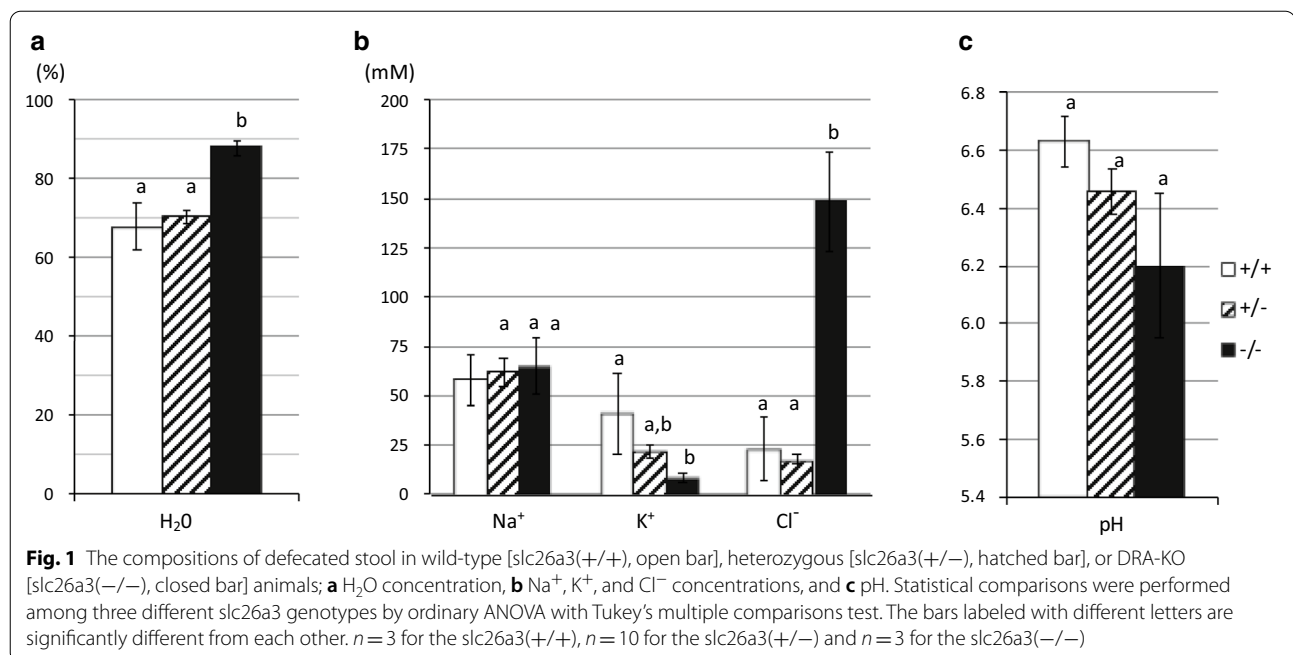 a
(%)
100
80
60
40
20
0
a
a
b
H₂0
b
(mM)
200
175
150
125
100
75
50
25
0
a
a
a
a
a,b
b
a
a
b
Na⁺
K⁺
Cl⁻
c
6.8
6.6
6.4
6.2
6.0
5.8
5.6
5.4
a
a
a
pH
+/+
+/-
-/-
Fig. 1 The compositions of defecated stool in wild-type [slc26a3(+/+), open bar], heterozygous [slc26a3(+/−), hatched bar], or DRA-KO
[slc26a3(−/−), closed bar] animals; a H₂O concentration, b Na⁺, K⁺, and Cl⁻ concentrations, and c pH. Statistical comparisons were performed
among three different slc26a3 genotypes by ordinary ANOVA with Tukey's multiple comparisons test. The bars labeled with different letters are
significantly different from each other. n = 3 for the slc26a3(+/+), n = 10 for the slc26a3(+/−) and n = 3 for the slc26a3(−/−)